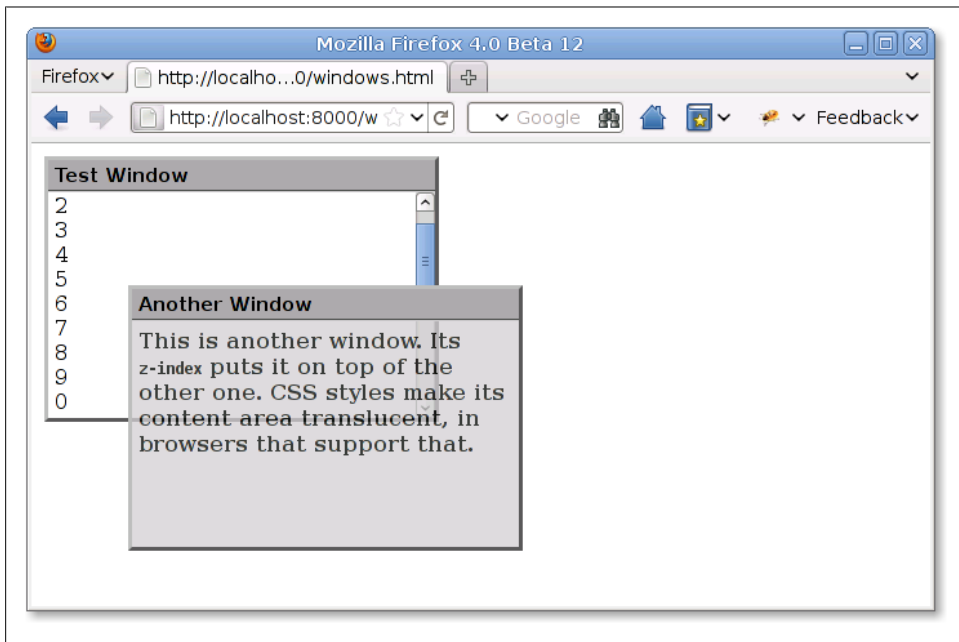 Mozilla Firefox 4.0 Beta 12
Firefox http://localho...0/windows.html
http://localhost:8000/w Google Feedback
Test Window
2
3
4
5
6
7
8
9
0
Another Window
This is another window. Its
z-index puts it on top of the
other one. CSS styles make its
content area translucent, in
browsers that support that.